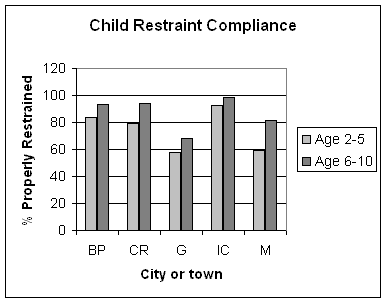 Child Restraint Compliance
% Properly Restrained
120
100
80
60
40
20
0
BP CR G IC M
City or town
Age 2-5
Age 6-10